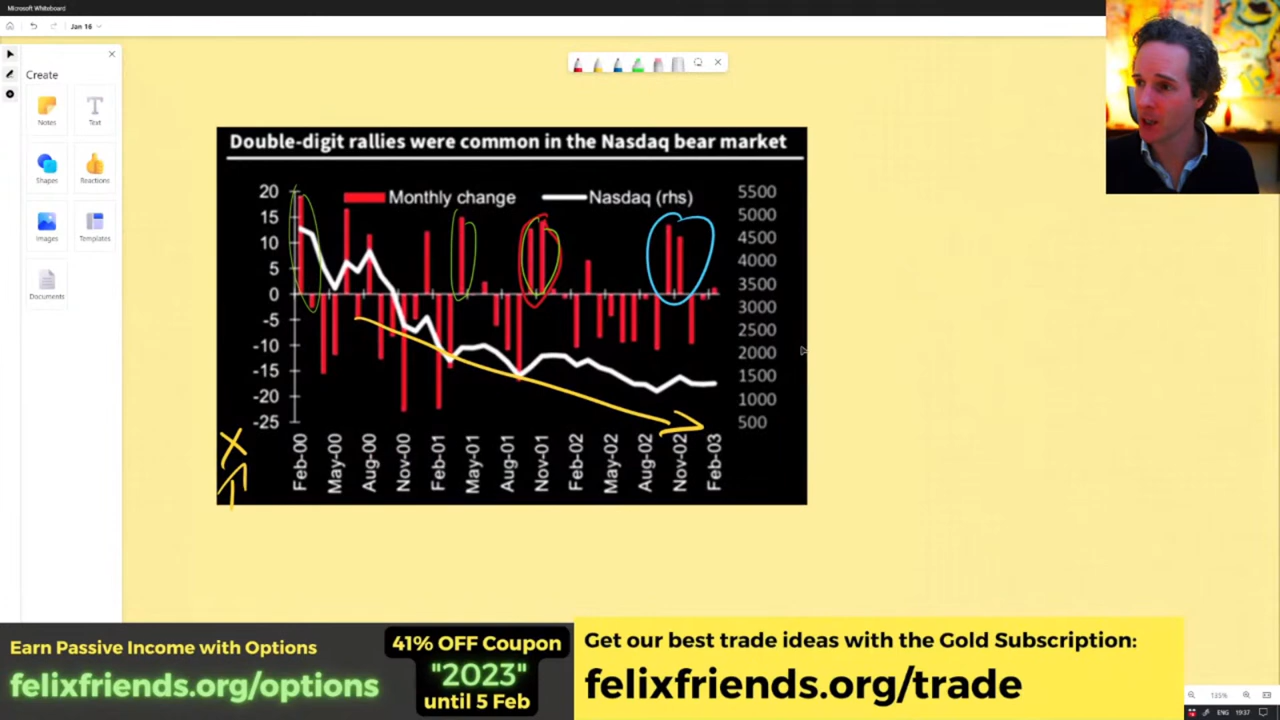 Microsoft Whiteboard
Jan 16
Create
Notes
Text
Shapes
Reactions
Images
Templates
Documents
Double-digit rallies were common in the Nasdaq bear market
Monthly change
Nasdaq (rhs)
20
15
10
5
0
-5
-10
-15
-20
-25
5500
5000
4500
4000
3500
3000
2500
2000
1500
1000
500
Feb-00
May-00
Aug-00
Nov-00
Feb-01
May-01
Aug-01
Nov-01
Feb-02
May-02
Aug-02
Nov-02
Feb-03
Earn Passive Income with Options
felixfriends.org/options
41% OFF Coupon
"2023"
until 5 Feb
Get our best trade ideas with the Gold Subscription:
felixfriends.org/trade
135%
ENG
19:37